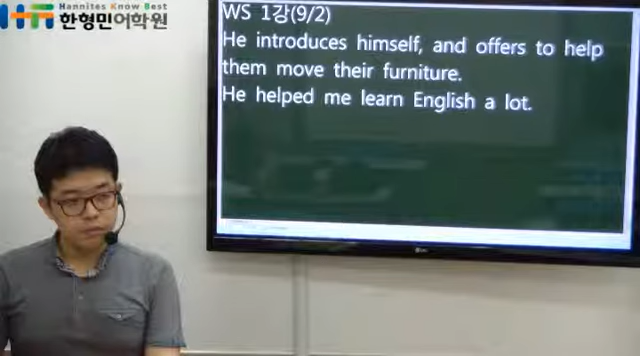 Hannites Know Best
한형민어학원
WS 1강(9/2)
He introduces himself, and offers to help
them move their furniture.
He helped me learn English a lot.
LG